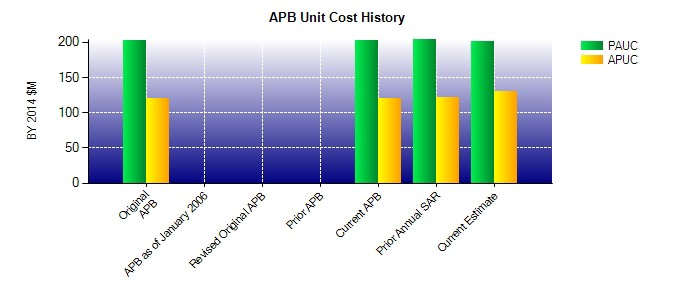 APB Unit Cost History
PAUC
APUC
BY 2014 $M
200
150
100
50
0
Original
APB
APB as of January 2006
Revised Original APB
Prior APB
Current APB
Prior Annual SAR
Current Estimate